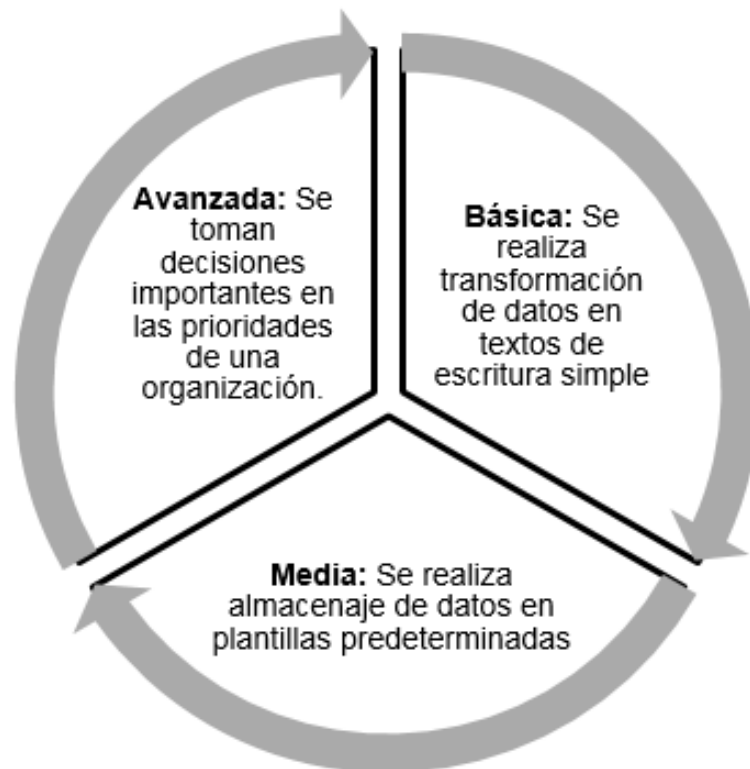 Avanzada: Se
toman
decisiones
importantes en
las prioridades
de una
organización.
Básica: Se
realiza
transformación
de datos en
textos de
escritura simple
Media: Se realiza
almacenaje de datos en
plantillas predeterminadas